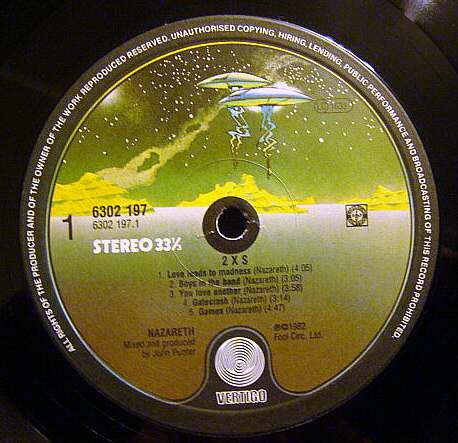 ALL RIGHTS OF THE PRODUCER AND OF THE OWNER OF THE WORK REPRODUCED RESERVED. UNAUTHORISED COPYING, HIRING, LENDING, PUBLIC PERFORMANCE AND BROADCASTING OF THIS RECORD PROHIBITED.
1
6302 197
6302 197.1
STEREO 33⅓
2 X S
1. Love leads to madness (Nazareth) (4:05)
2. Boys in the band (Nazareth) (3:05)
3. You love another (Nazareth) (3:58)
4. Gatecrash (Nazareth) (3:14)
5. Games (Nazareth) (4:47)
NAZARETH
Mixed and produced
by John Punter
℗©1982
Fool Circ. Ltd.
VERTIGO